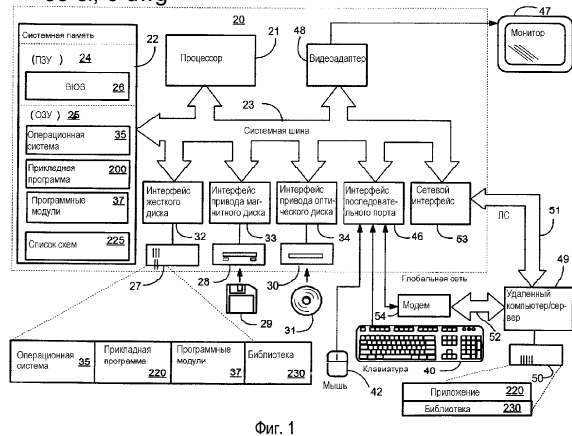 20
47
Системная память
22
21
48
Монитор
(ПЗУ) 24
Процессор
Видеоадаптер
BIOS 26
23
(ОЗУ) 25
Системная шина
Операционная система 35
Прикладная программа 200
Программные модули 37
Список схем 225
Интерфейс жесткого диска
Интерфейс привода магнитного диска
Интерфейс привода оптического диска
Интерфейс последовательного порта
Сетевой интерфейс
ЛС
51
32
33
34
46
53
49
27
28
30
Глобальная сеть
29
31
54
Модем
52
Удаленный компьютер/сервер
Операционная система 35
Прикладная программа 220
Программные модули 37
Библиотека 230
Мышь
42
Клавиатура
40
50
Приложение 220
Библиотека 230
Фиг. 1